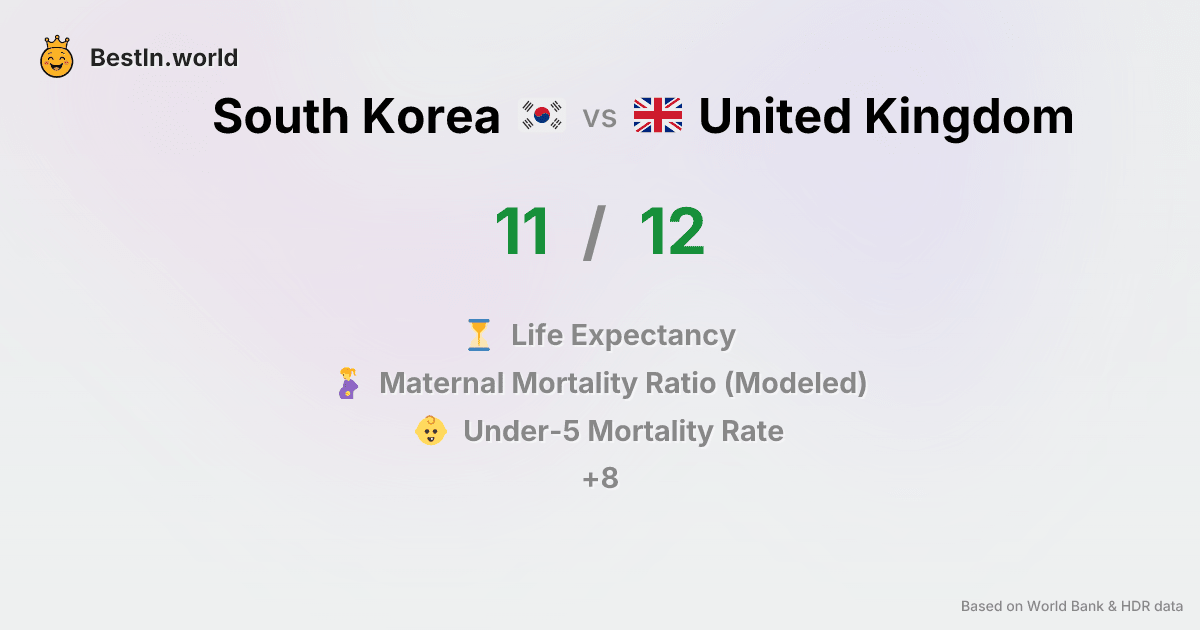 BestIn.world
South Korea vs United Kingdom
11 / 12
Life Expectancy
Maternal Mortality Ratio (Modeled)
Under-5 Mortality Rate
+8
Based on World Bank & HDR data